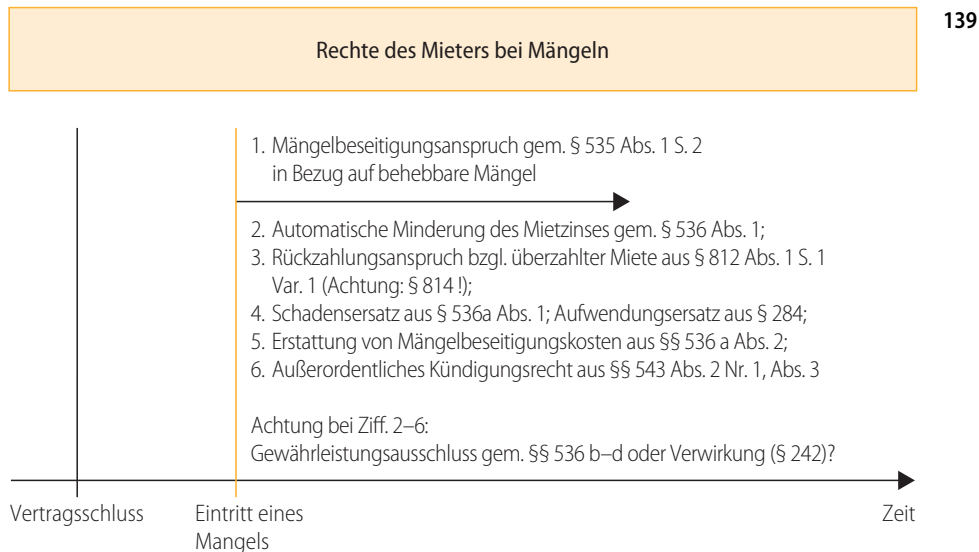 139
Rechte des Mieters bei Mängeln
1. Mängelbeseitigungsanspruch gem. § 535 Abs. 1 S. 2
in Bezug auf behebbare Mängel
2. Automatische Minderung des Mietzinses gem. § 536 Abs. 1;
3. Rückzahlungsanspruch bzgl. überzahlter Miete aus § 812 Abs. 1 S. 1
Var. 1 (Achtung: § 814 !);
4. Schadensersatz aus § 536a Abs. 1; Aufwendungsersatz aus § 284;
5. Erstattung von Mängelbeseitigungskosten aus §§ 536 a Abs. 2;
6. Außerordentliches Kündigungsrecht aus §§ 543 Abs. 2 Nr. 1, Abs. 3
Achtung bei Ziff. 2–6:
Gewährleistungsausschluss gem. §§ 536 b–d oder Verwirkung (§ 242)?
Vertragsschluss
Eintritt eines
Mangels
Zeit